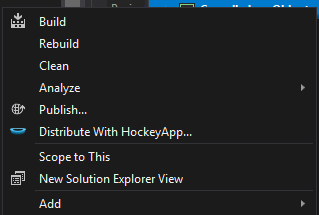 Build
Rebuild
Clean
Analyze
Publish...
Distribute With HockeyApp...
Scope to This
New Solution Explorer View
Add